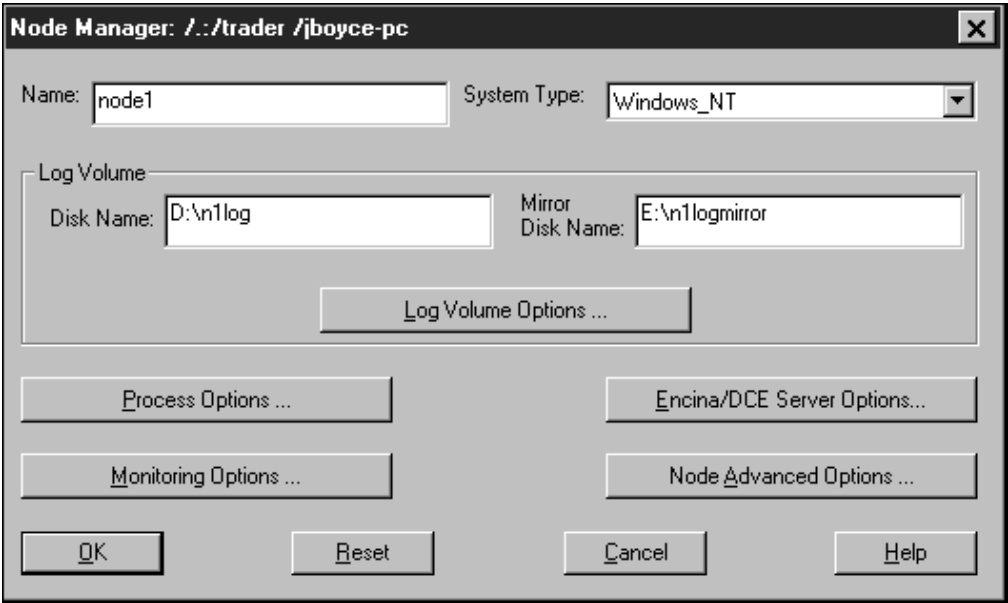 Node Manager: /.:/trader /jboyce-pc
Name: node1 System Type: Windows_NT
Log Volume
Disk Name: D:\n1log Mirror Disk Name: E:\n1logmirror
Log Volume Options ...
Process Options ... Encina/DCE Server Options...
Monitoring Options ... Node Advanced Options ...
OK Reset Cancel Help